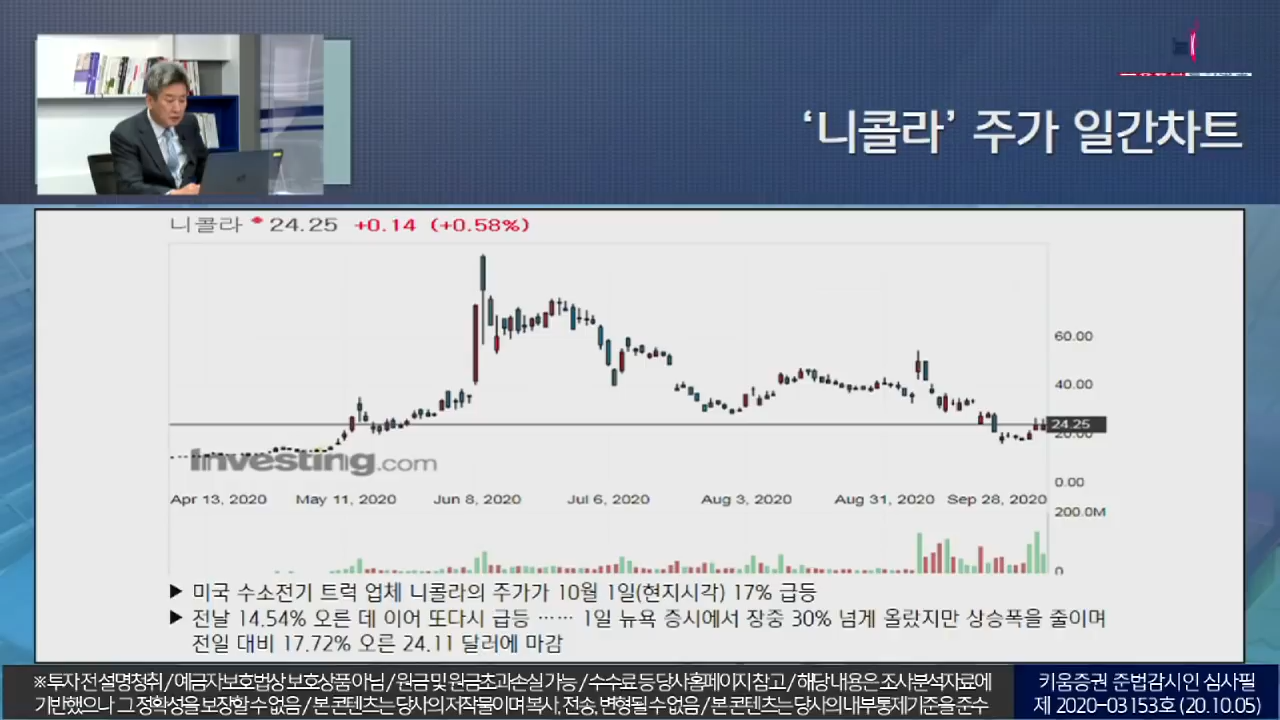 ‘니콜라’ 주가 일간차트
니콜라 24.25 +0.14 (+0.58%)
60.00
40.00
24.25
20.00
0.00
Investing.com
Apr 13, 2020 May 11, 2020 Jun 8, 2020 Jul 6, 2020 Aug 3, 2020 Aug 31, 2020 Sep 28, 2020
200.0M
0
▶ 미국 수소전기 트럭 업체 니콜라의 주가가 10월 1일(현지시각) 17% 급등
▶ 전날 14.54% 오른 데 이어 또다시 급등 …… 1일 뉴욕 증시에서 장중 30% 넘게 올랐지만 상승폭을 줄이며
전일 대비 17.72% 오른 24.11 달러에 마감
※ 투자 전 설명청취 / 예금자보호법상 보호상품 아님 / 원금 및 원금초과손실 가능 / 수수료 등 당사홈페이지 참고 / 해당 내용은 조사분석자료에
기반했으나 그 정확성을 보장할 수 없음 / 본 콘텐츠는 당사의 저작물이며 복사, 전송, 변형될 수 없음 / 본 콘텐츠는 당사의 내부통제기준을 준수
키움증권 준법감시인 심사필
제 2020-03153호 (20.10.05)